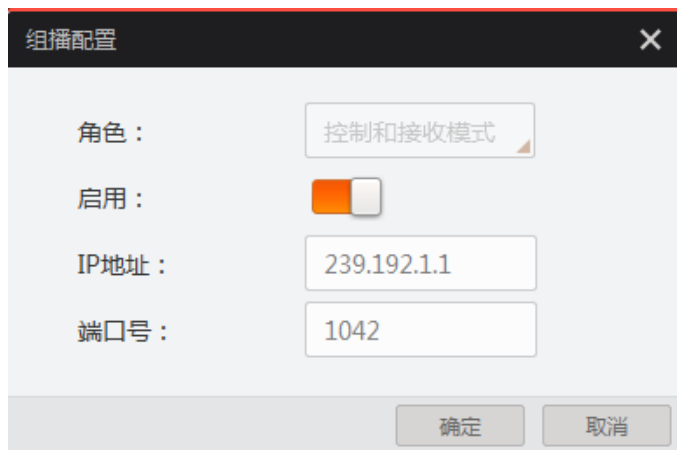 组播配置
角色：
控制和接收模式
启用：
IP地址：
239.192.1.1
端口号：
1042
确定
取消